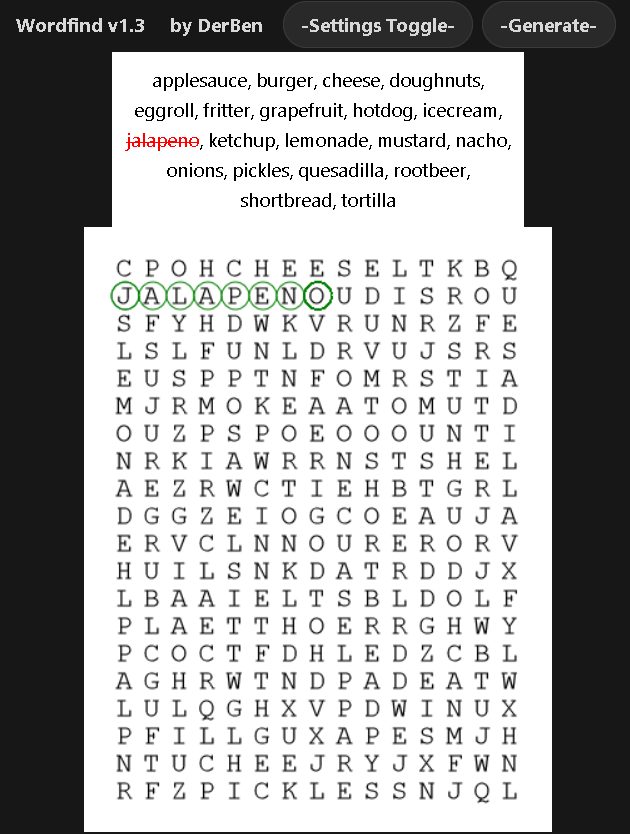 Wordfind v1.3 by DerBen -Settings Toggle- -Generate-
applesauce, burger, cheese, doughnuts,
eggroll, fritter, grapefruit, hotdog, icecream,
jalapeno, ketchup, lemonade, mustard, nacho,
onions, pickles, quesadilla, rootbeer,
shortbread, tortilla
C P O H C H E E S E L T K B Q
J A L A P E N O U D I S R O U
S F Y H D W K V R U N R Z F E
L S L F U N L D R V U J S R S
E U S P P T N F O M R S T I A
M J R M O K E A A T O M U T D
O U Z P S P O E O O O U N T I
N R K I A W R R N S T S H E L
A E Z R W C T I E H B T G R L
D G G Z E I O G C O E A U J A
E R V C L N N O U R E R O R V
H U I L S N K D A T R D D J X
L B A A I E L T S B L D O L F
P L A E T T H O E R R G H W Y
P C O C T F D H L E D Z C B L
A G H R W T N D P A D E A T W
L U L Q G H X V P D W I N U X
P F I L L G U X A P E S M J H
N T U C H E E J R Y J X F W N
R F Z P I C K L E S S N J Q L